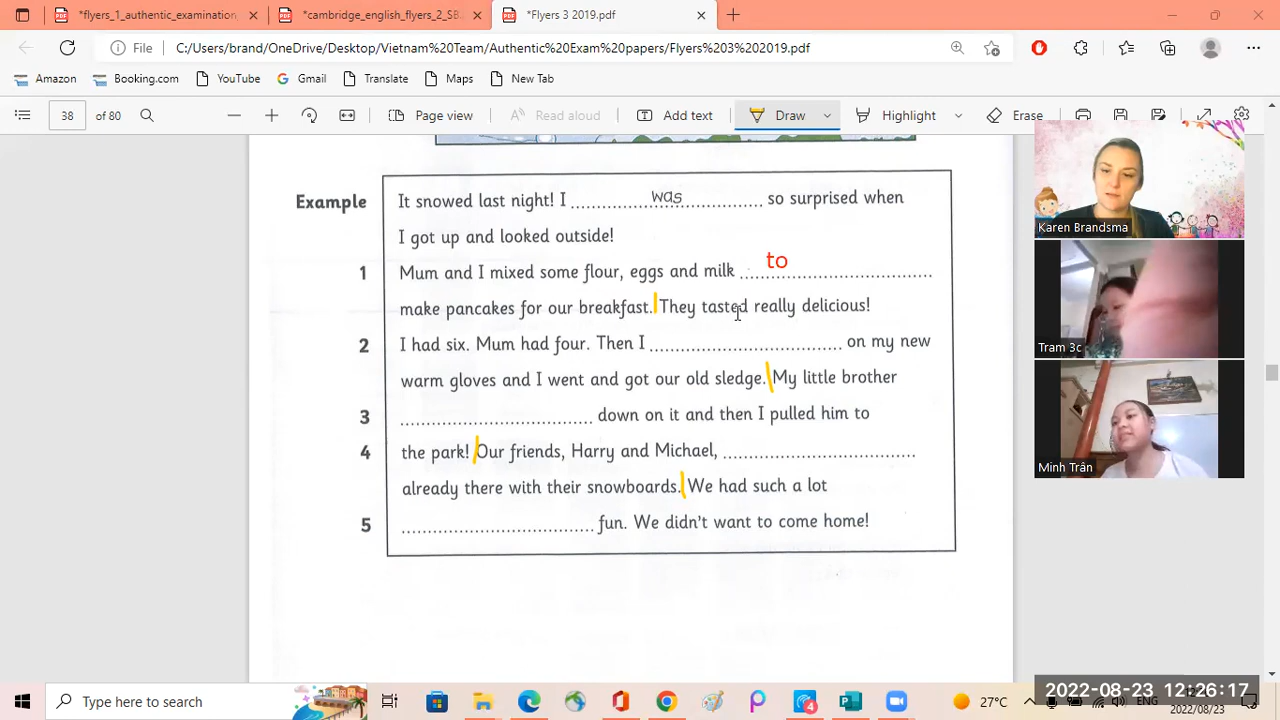 *flyers_1_authentic_examination
*cambridge_english_flyers_2_SB
*Flyers 3 2019.pdf
File C:/Users/brand/OneDrive/Desktop/Vietnam%20Team/Authentic%20Exam%20papers/Flyers%203%202019.pdf
Amazon Booking.com YouTube Gmail Translate Maps New Tab
38 of 80 Page view Read aloud Add text Draw Highlight Erase
Example It snowed last night! I ........ was ........ so surprised when
I got up and looked outside!
1 Mum and I mixed some flour, eggs and milk ... to ........
make pancakes for our breakfast. They tasted really delicious!
2 I had six. Mum had four. Then I ........ on my new
warm gloves and I went and got our old sledge. My little brother
3 ........ down on it and then I pulled him to
4 the park! Our friends, Harry and Michael, ........
already there with their snowboards. We had such a lot
5 ........ fun. We didn't want to come home!
Karen Brandsma
Tram 3c
Minh Trân
Type here to search
4
27°C
2022-08-23 12:26:17
2022/08/23